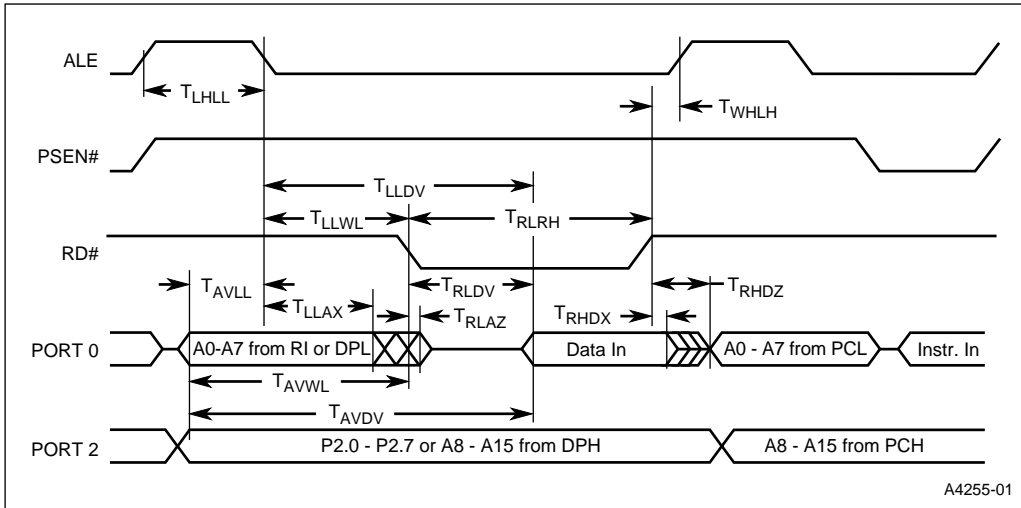 ALE
TLHLL
TWHLH
PSEN#
TLLDV
TLLWL
TRLRH
RD#
TAVLL
TRLDV
TRHDZ
TLLAX
TRLAZ
TRHDX
PORT 0
A0-A7 from RI or DPL
Data In
A0 - A7 from PCL
Instr. In
TAVWL
TAVDV
PORT 2
P2.0 - P2.7 or A8 - A15 from DPH
A8 - A15 from PCH
A4255-01